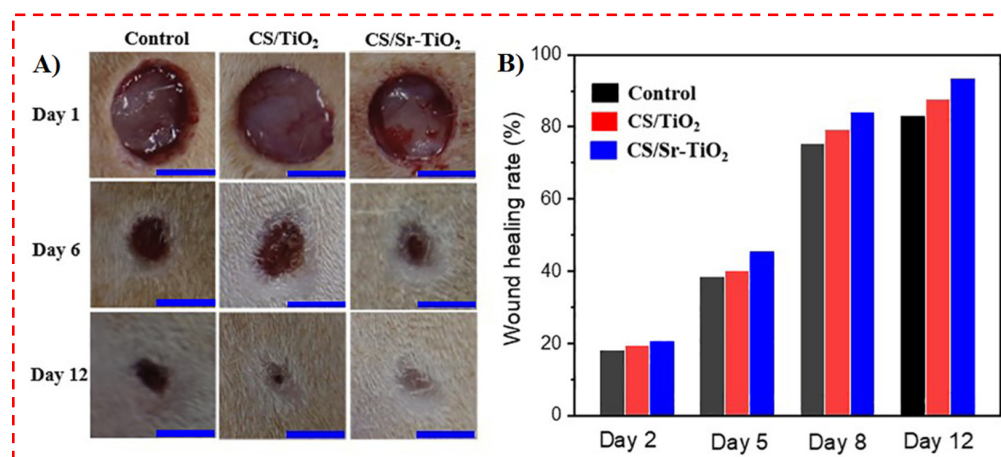 A)
Control
CS/TiO₂
CS/Sr-TiO₂
Day 1
Day 6
Day 12
B)
Wound healing rate (%)
100
80
60
40
20
0
Control
CS/TiO₂
CS/Sr-TiO₂
Day 2
Day 5
Day 8
Day 12